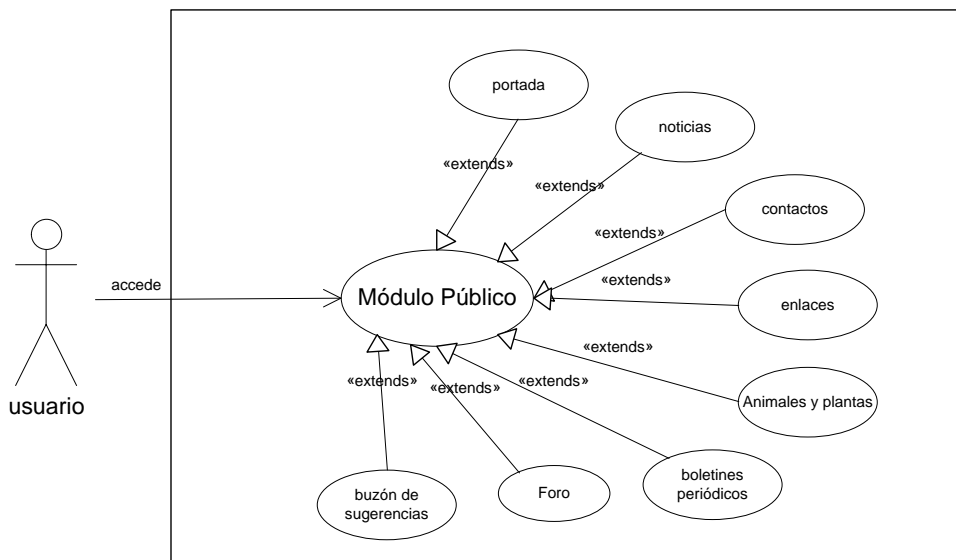 portada
noticias
«extends»
«extends»
contactos
«extends»
«extends»
accede
Módulo Público
enlaces
«extends»
«extends»
«extends»
«extends»
Animales y plantas
usuario
buzón de
sugerencias
Foro
boletines
periódicos